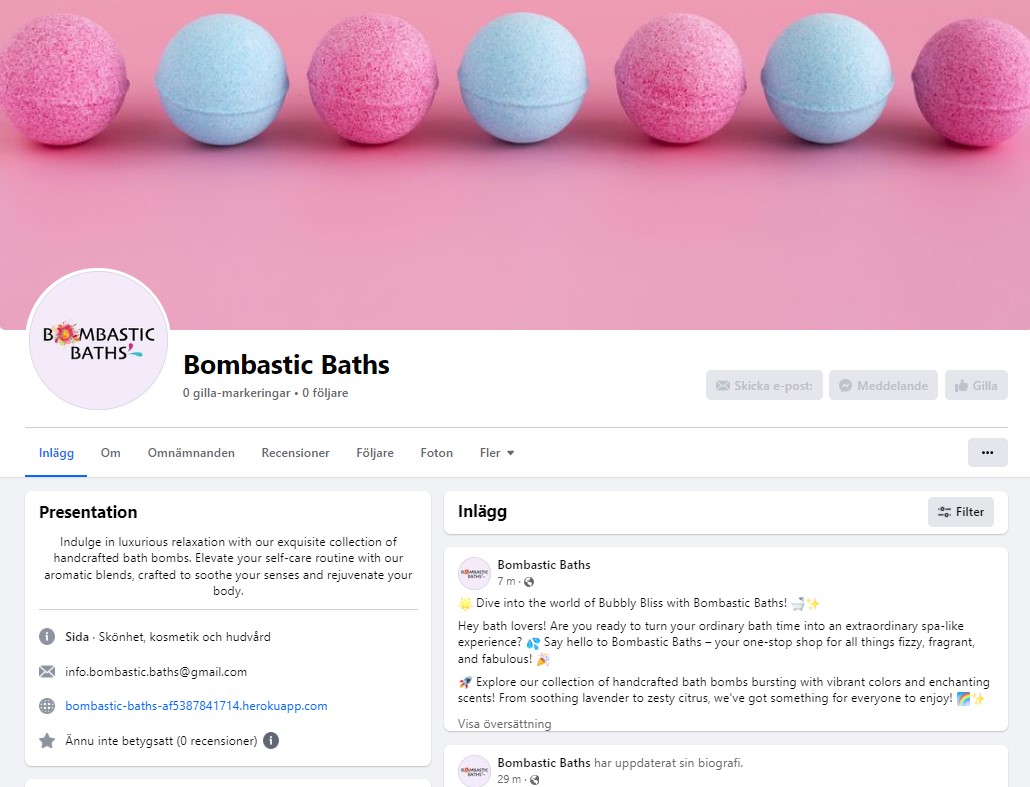 BOMBASTIC
BATHS
Bombastic Baths
0 gilla-markeringar • 0 följare
Skicka e-post:
Meddelande
Gilla
Inlägg
Om
Omnämnanden
Recensioner
Följare
Foton
Fler
Presentation
Indulge in luxurious relaxation with our exquisite collection of
handcrafted bath bombs. Elevate your self-care routine with our
aromatic blends, crafted to soothe your senses and rejuvenate your
body.
Sida · Skönhet, kosmetik och hudvård
info.bombastic.baths@gmail.com
bombastic-baths-af5387841714.herokuapp.com
Ännu inte betygsatt (0 recensioner)
Inlägg
Filter
BOMBASTIC
BATHS
Bombastic Baths
7 m ·
🌟 Dive into the world of Bubbly Bliss with Bombastic Baths! 🛁✨
Hey bath lovers! Are you ready to turn your ordinary bath time into an extraordinary spa-like
experience? 💦 Say hello to Bombastic Baths – your one-stop shop for all things fizzy, fragrant,
and fabulous! 🎉
🚀 Explore our collection of handcrafted bath bombs bursting with vibrant colors and enchanting
scents! From soothing lavender to zesty citrus, we've got something for everyone to enjoy! 🌈✨
Visa översättning
BOMBASTIC
BATHS
Bombastic Baths har uppdaterat sin biografi.
29 m ·